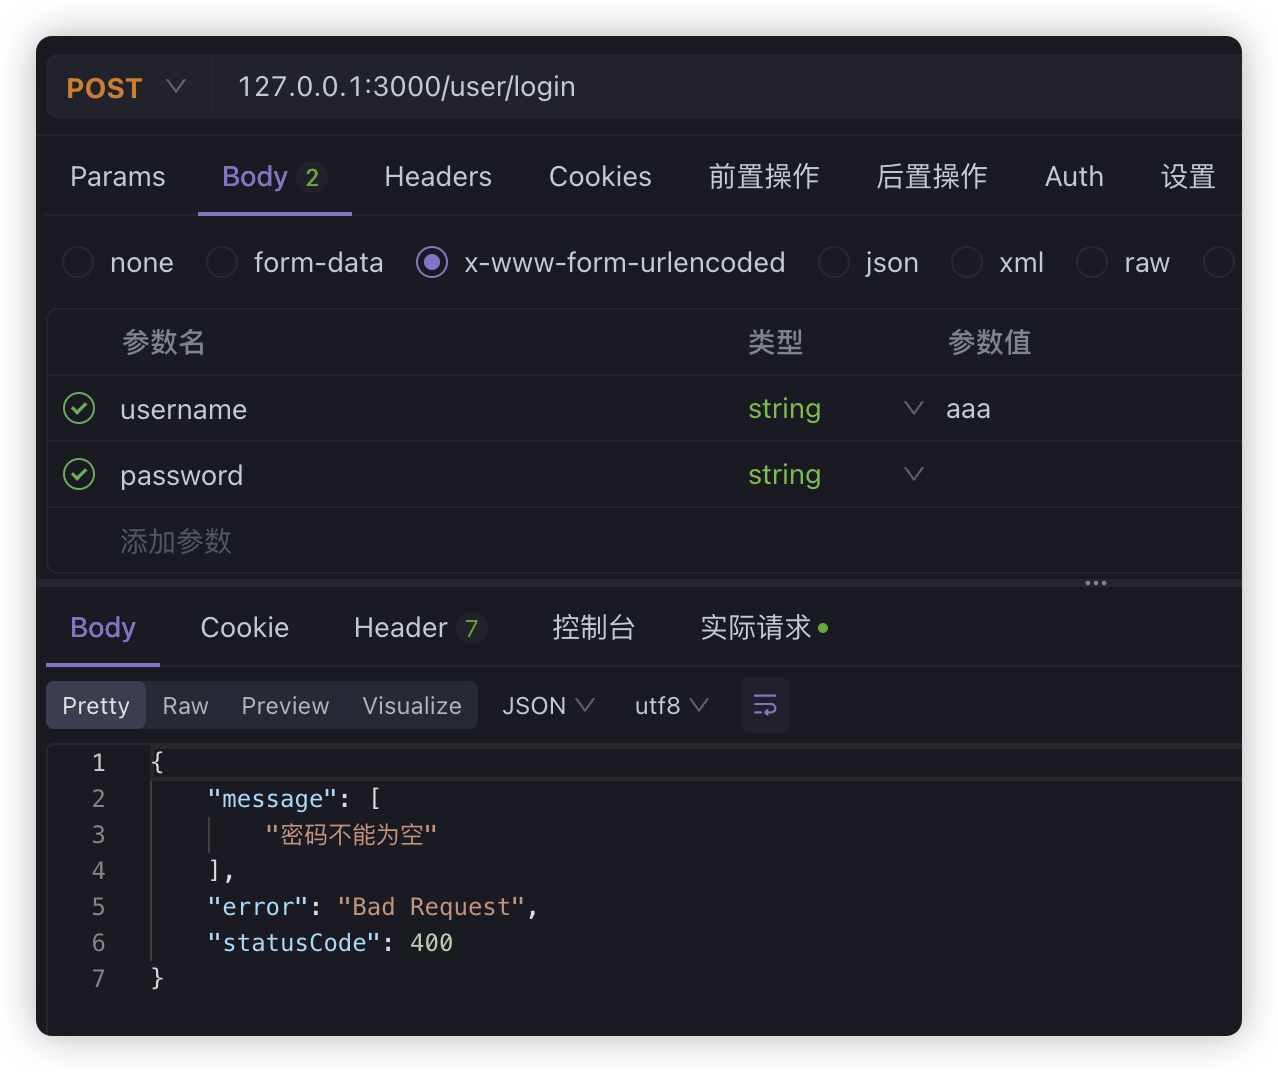 POST 127.0.0.1:3000/user/login
Params Body 2 Headers Cookies 前置操作 后置操作 Auth 设置
none form-data x-www-form-urlencoded json xml raw
参数名 类型 参数值
username string aaa
password string
添加参数
Body Cookie Header 7 控制台 实际请求
Pretty Raw Preview Visualize JSON utf8
1 {
2 "message": [
3 "密码不能为空"
4 ],
5 "error": "Bad Request",
6 "statusCode": 400
7 }